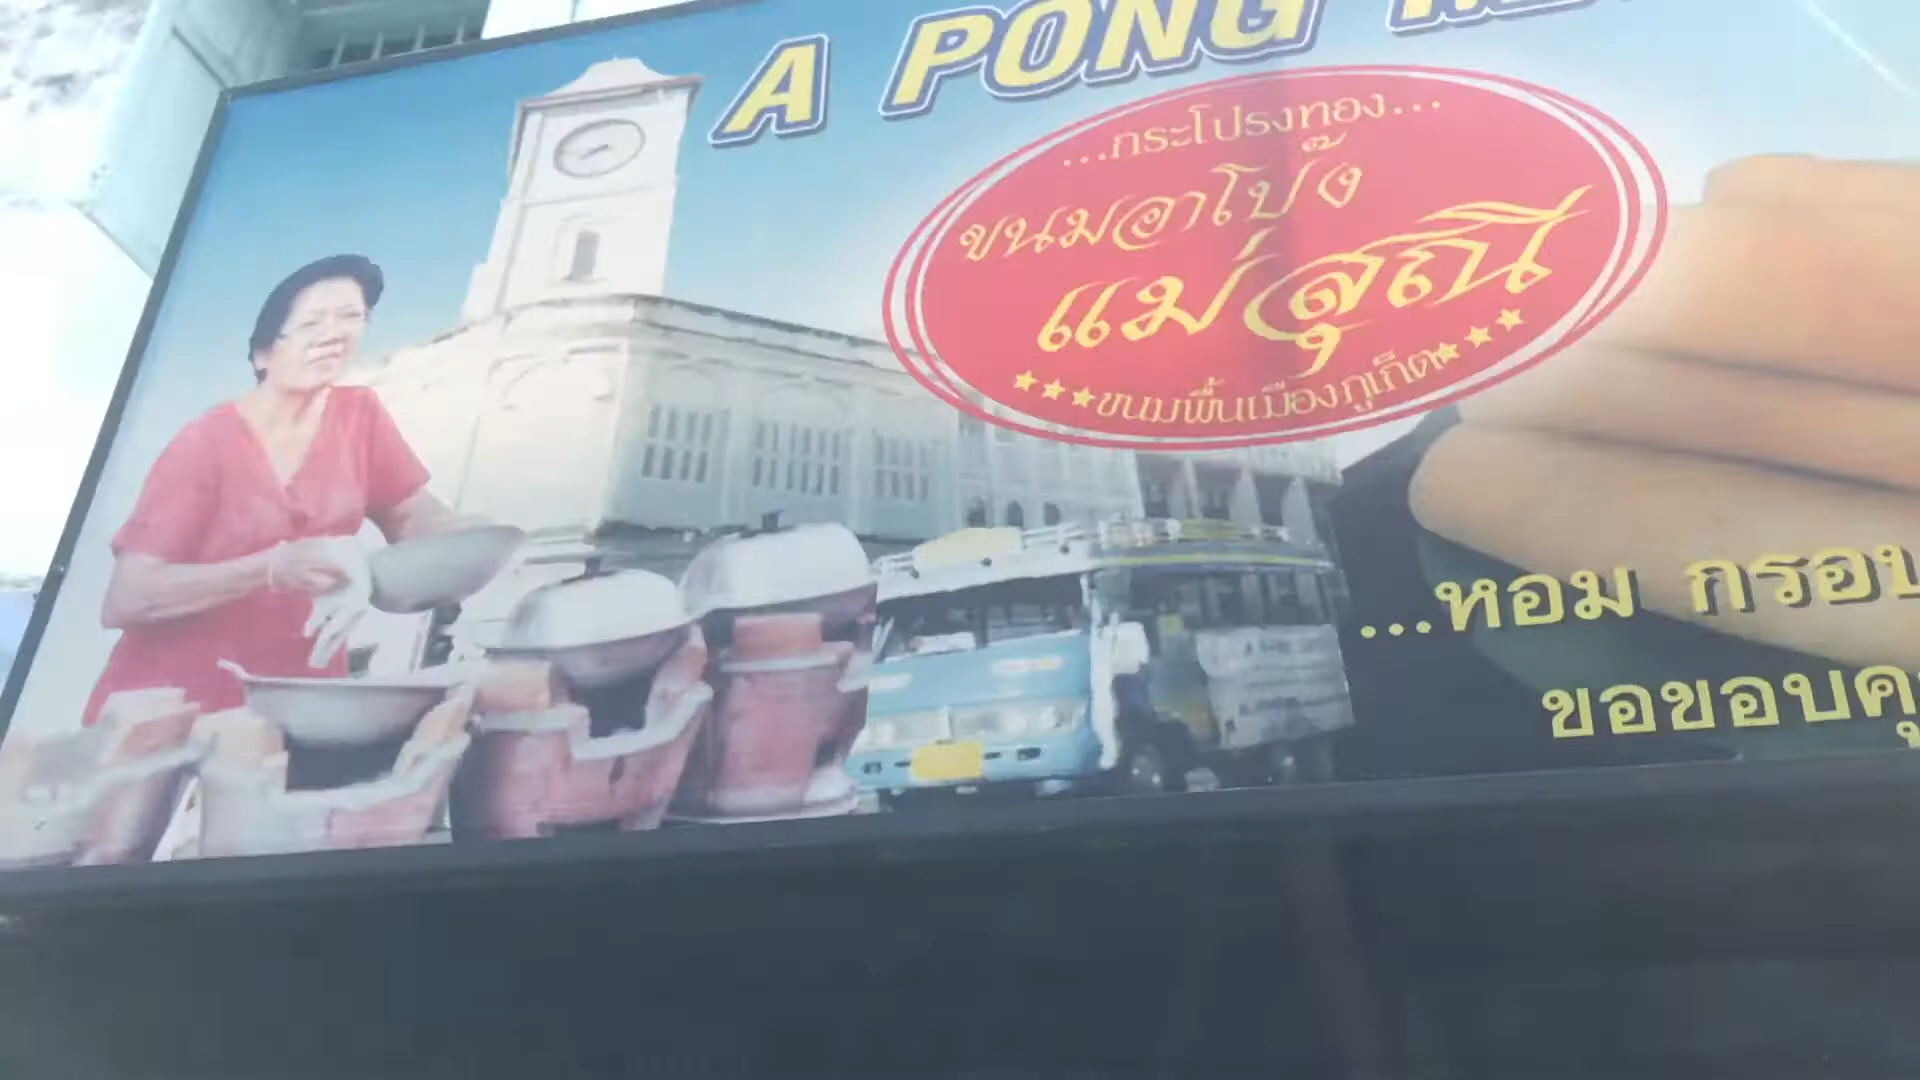 A PONG
...กระโปรงทอง...
ขนมอาโป๊ง
แม่สุณี
ขนมพื้นเมืองภูเก็ต
...หอม กรอบ
ขอขอบคุ